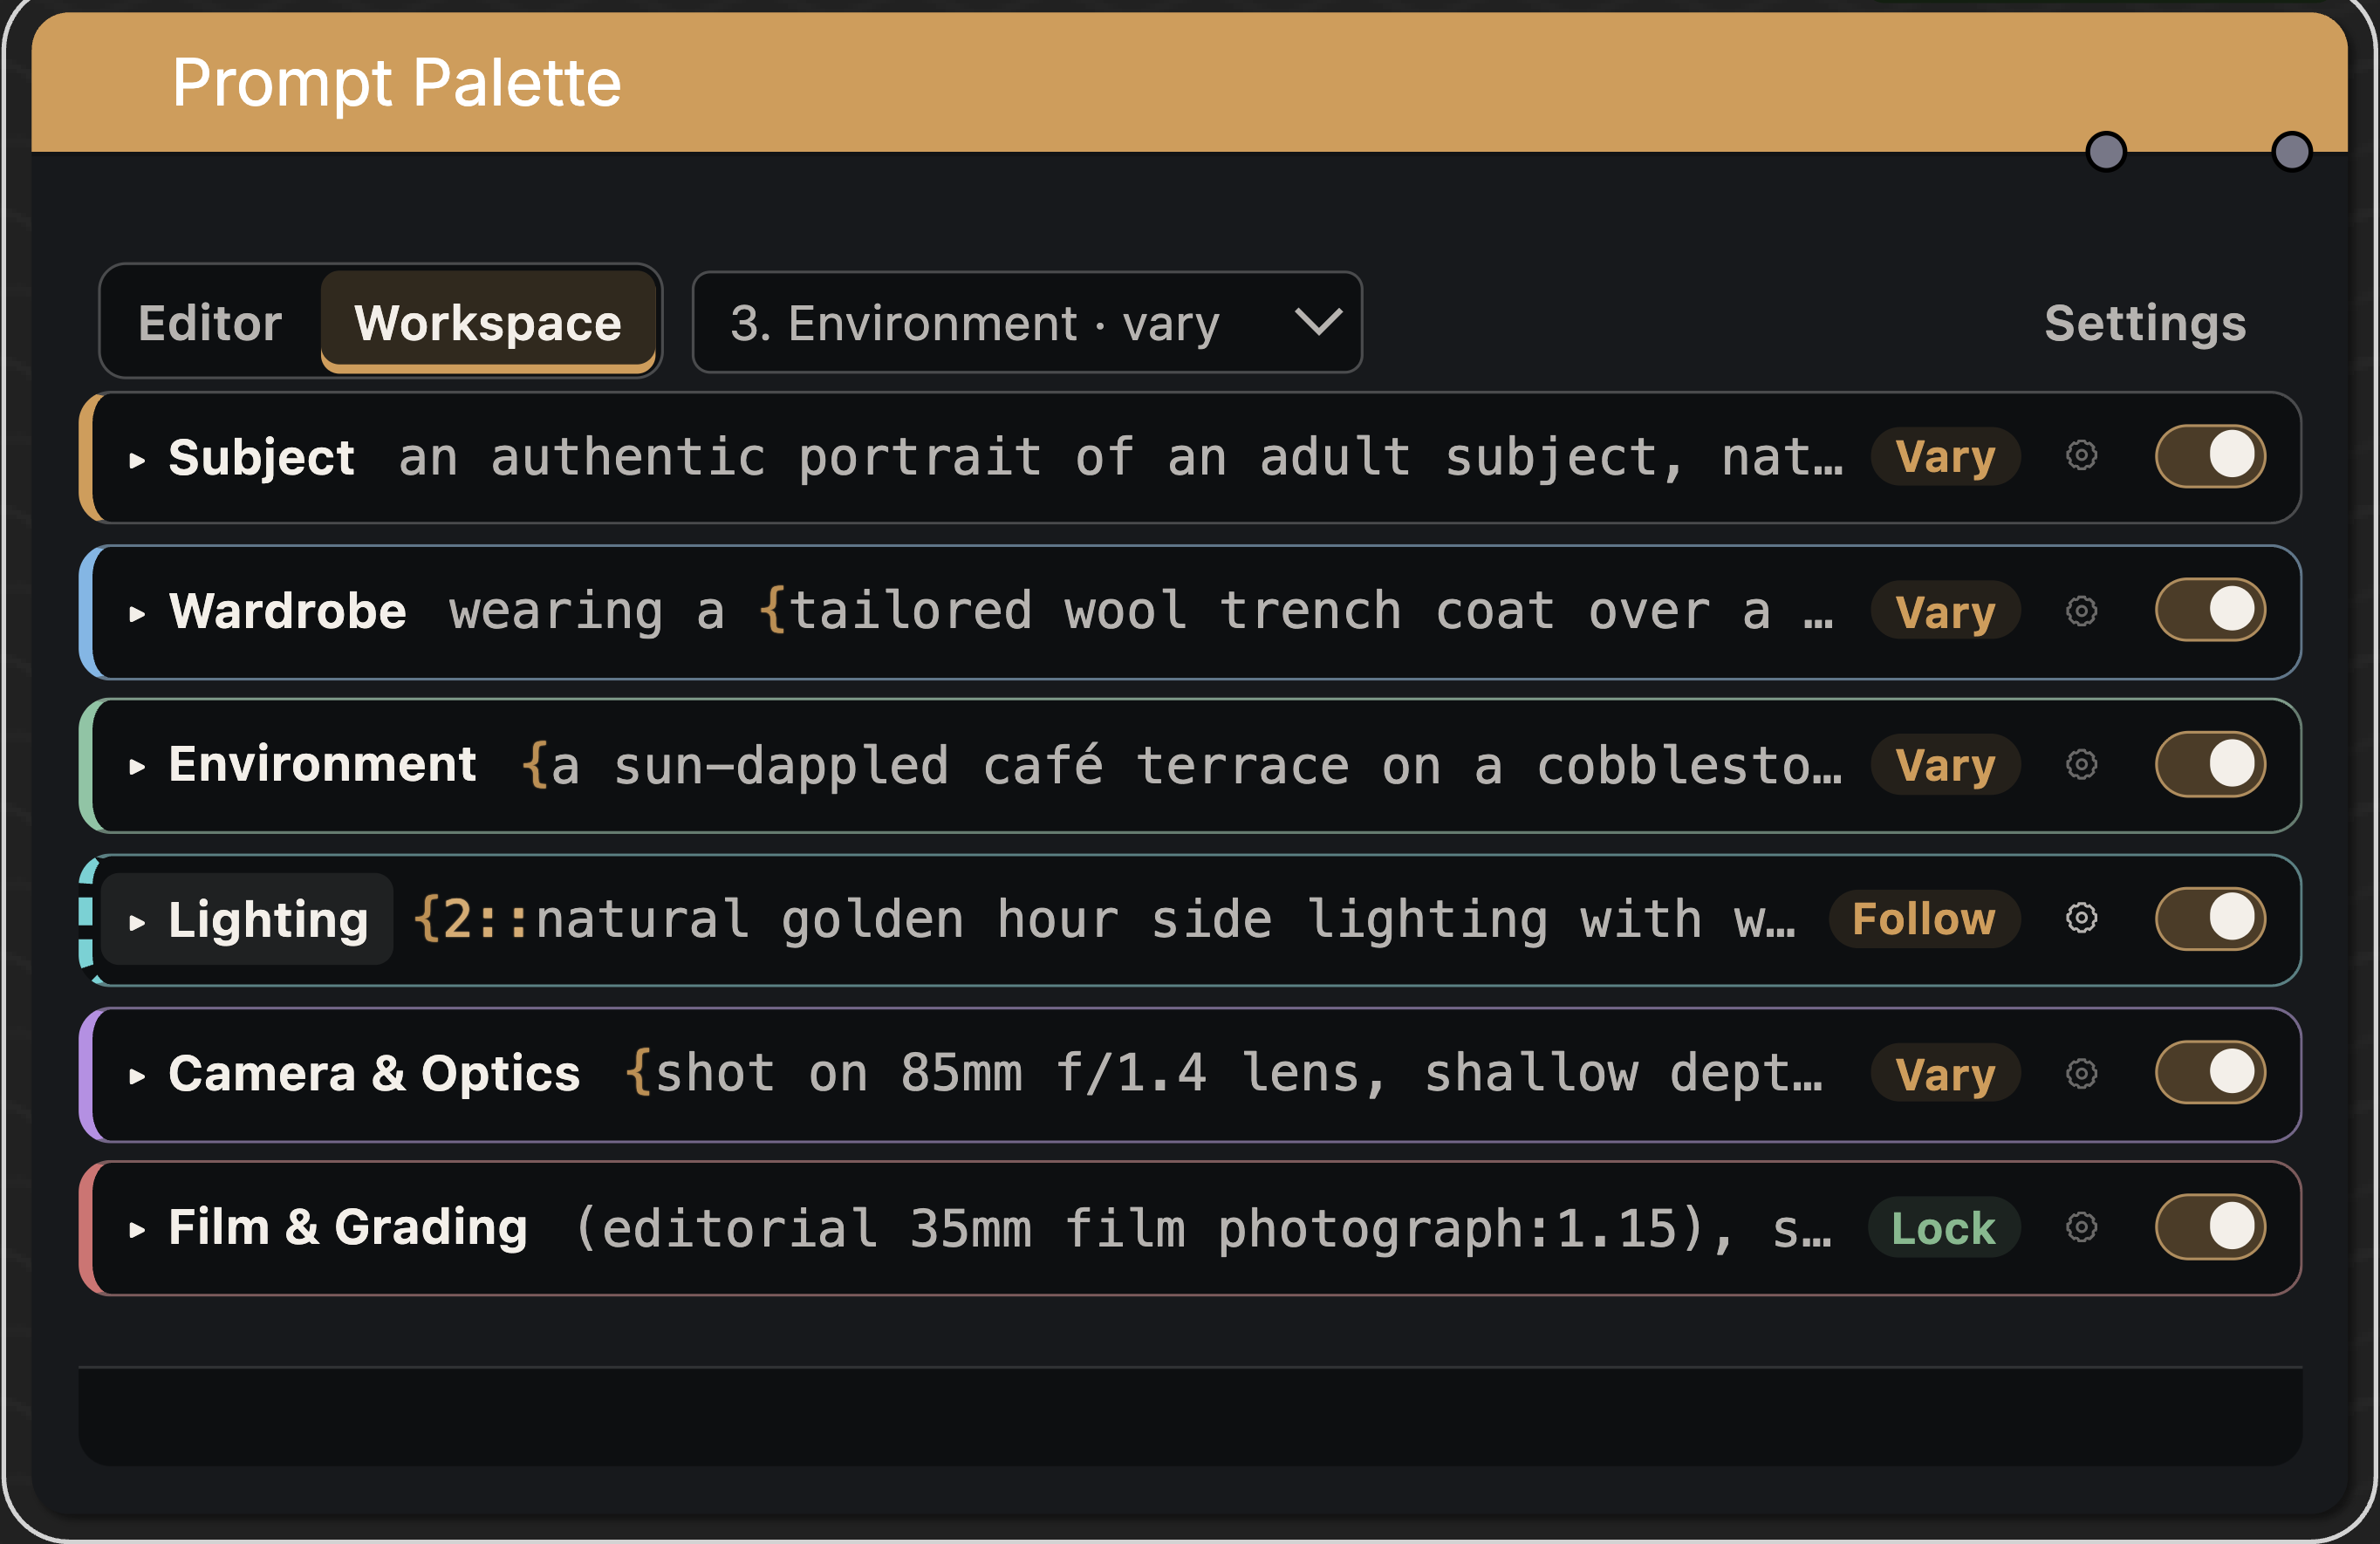 Prompt Palette
Editor Workspace 3. Environment · vary Settings
▸ Subject an authentic portrait of an adult subject, nat… Vary
▸ Wardrobe wearing a {tailored wool trench coat over a … Vary
▸ Environment {a sun-dappled café terrace on a cobblesto… Vary
▸ Lighting {2::natural golden hour side lighting with w… Follow
▸ Camera & Optics {shot on 85mm f/1.4 lens, shallow dept… Vary
▸ Film & Grading (editorial 35mm film photograph:1.15), s… Lock